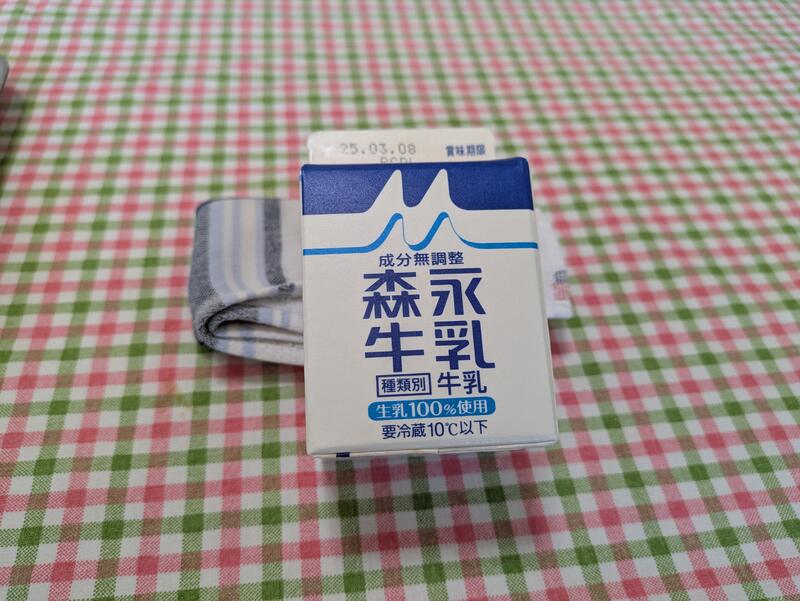 25.03.08 賞味期限
成分無調整
森永
牛乳
種類別 牛乳
生乳100%使用
要冷蔵10℃以下